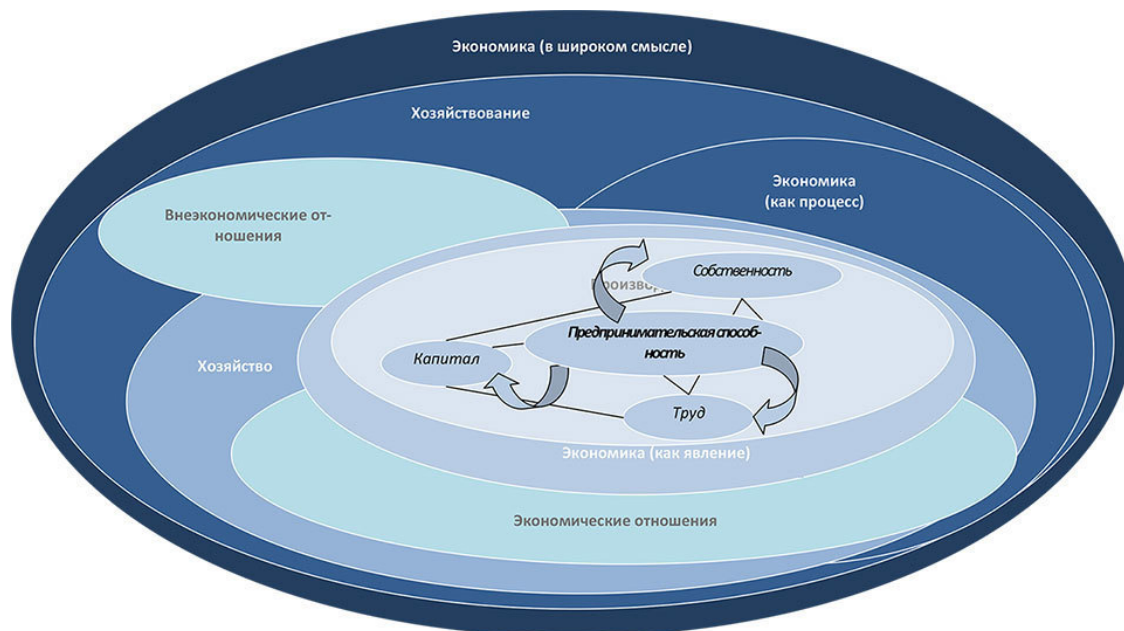 Экономика (в широком смысле)
Хозяйствование
Экономика
(как процесс)
Внеэкономические от-
ношения
Собственность
Предпринимательская способ-
ность
Капитал
Хозяйство
Труд
Экономика (как явление)
Экономические отношения